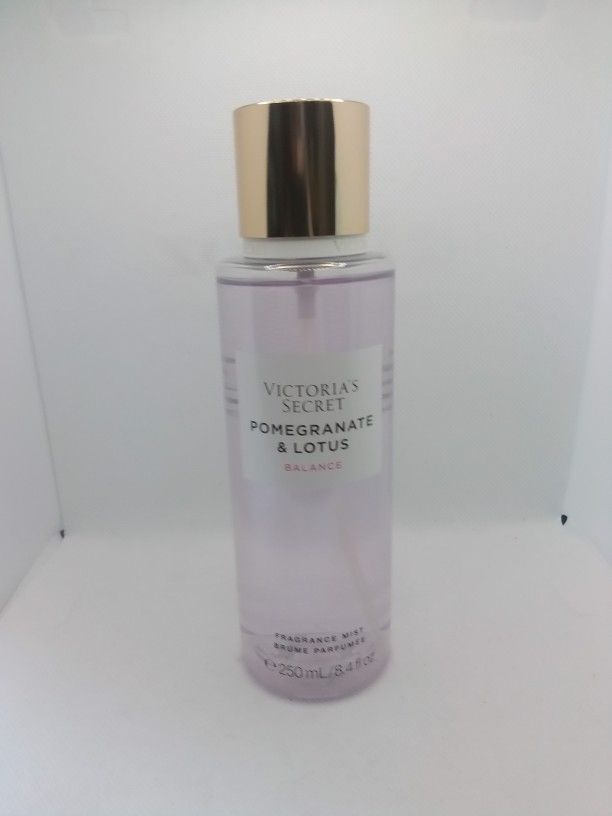 VICTORIA'S
SECRET
POMEGRANATE
& LOTUS
BALANCE
FRAGRANCE MIST
BRUME PARFUMÉE
℮ 250 mL/8.4 fl oz